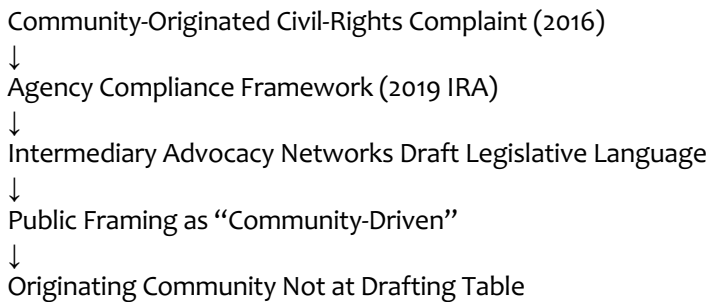 Community-Originated Civil-Rights Complaint (2016)
↓
Agency Compliance Framework (2019 IRA)
↓
Intermediary Advocacy Networks Draft Legislative Language
↓
Public Framing as “Community-Driven”
↓
Originating Community Not at Drafting Table